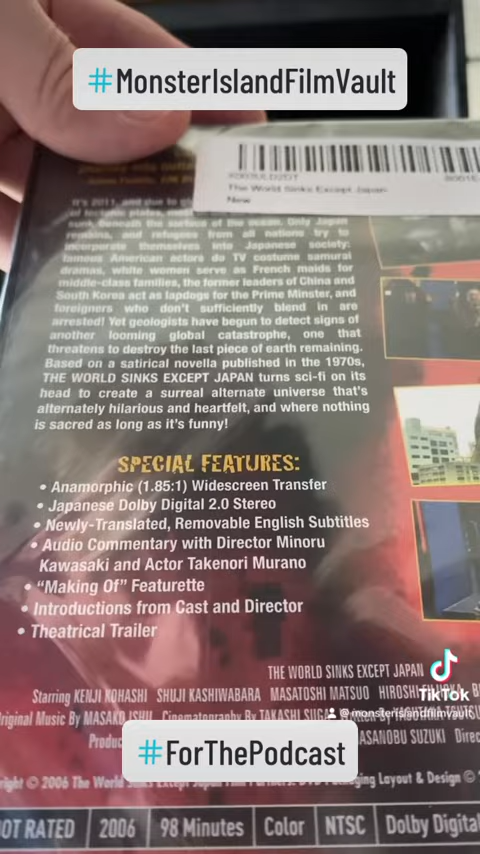 #MonsterIslandFilmVault
The World Sinks Except Japan
New
It's 2011, and due to
of tectonic plates,
sunk beneath the surface of the ocean. Only Japan
remains, and refugees from all nations try to
incorporate themselves into Japanese society:
famous American actors do TV costume samurai
dramas, white women serve as French maids for
middle-class families, the former leaders of China and
South Korea act as lapdogs for the Prime Minster, and
foreigners who don't sufficiently blend in are
arrested! Yet geologists have begun to detect signs of
another looming global catastrophe, one that
threatens to destroy the last piece of earth remaining.
Based on a satirical novella published in the 1970s,
THE WORLD SINKS EXCEPT JAPAN turns sci-fi on its
head to create a surreal alternate universe that's
alternately hilarious and heartfelt, and where nothing
is sacred as long as it's funny!
SPECIAL FEATURES:
• Anamorphic (1.85:1) Widescreen Transfer
• Japanese Dolby Digital 2.0 Stereo
• Newly-Translated, Removable English Subtitles
• Audio Commentary with Director Minoru
Kawasaki and Actor Takenori Murano
• "Making Of" Featurette
• Introductions from Cast and Director
• Theatrical Trailer
THE WORLD SINKS EXCEPT JAPAN
Starring KENJI KOHASHI SHUJI KASHIWABARA MASATOSHI MATSUO
TikTok
Original Music By MASAKO ISHII Cinematography By TAKASHI
@monsterislandfilmvault
#ForThePodcast
MASANOBU SUZUKI
© 2006 The World Sinks Except Japan Film Partners. Packaging Layout & Design ©
NOT RATED 2006 98 Minutes Color NTSC Dolby Digital